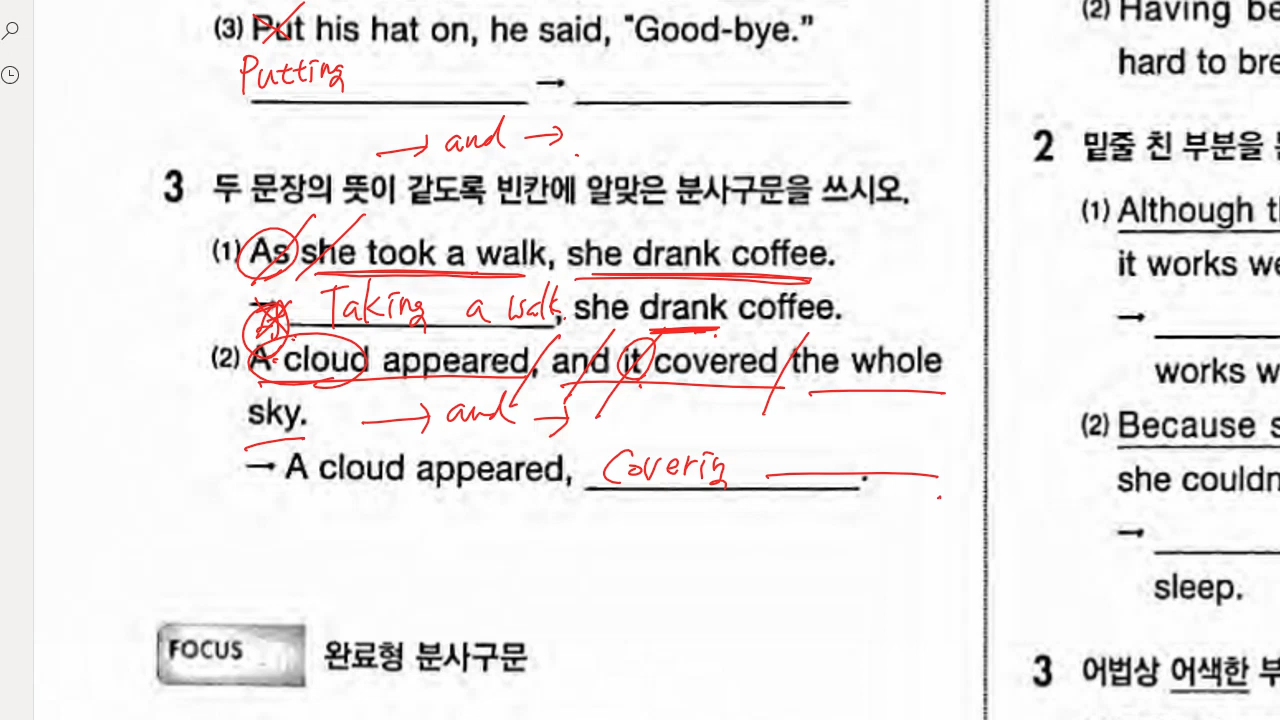 (3) Put his hat on, he said, "Good-bye."
Putting
→
→ and →
3 두 문장의 뜻이 같도록 빈칸에 알맞은 분사구문을 쓰시오.
(1) As she took a walk, she drank coffee.
→ Taking a walk, she drank coffee.
(2) A cloud appeared, and it covered the whole
sky. → and →
→ A cloud appeared, Covering .
FOCUS 완료형 분사구문
(2) Having be
hard to bre
2 밑줄 친 부분을
(1) Although t
it works we
→
works w
(2) Because s
she couldn
→
sleep.
3 어법상 어색한 부